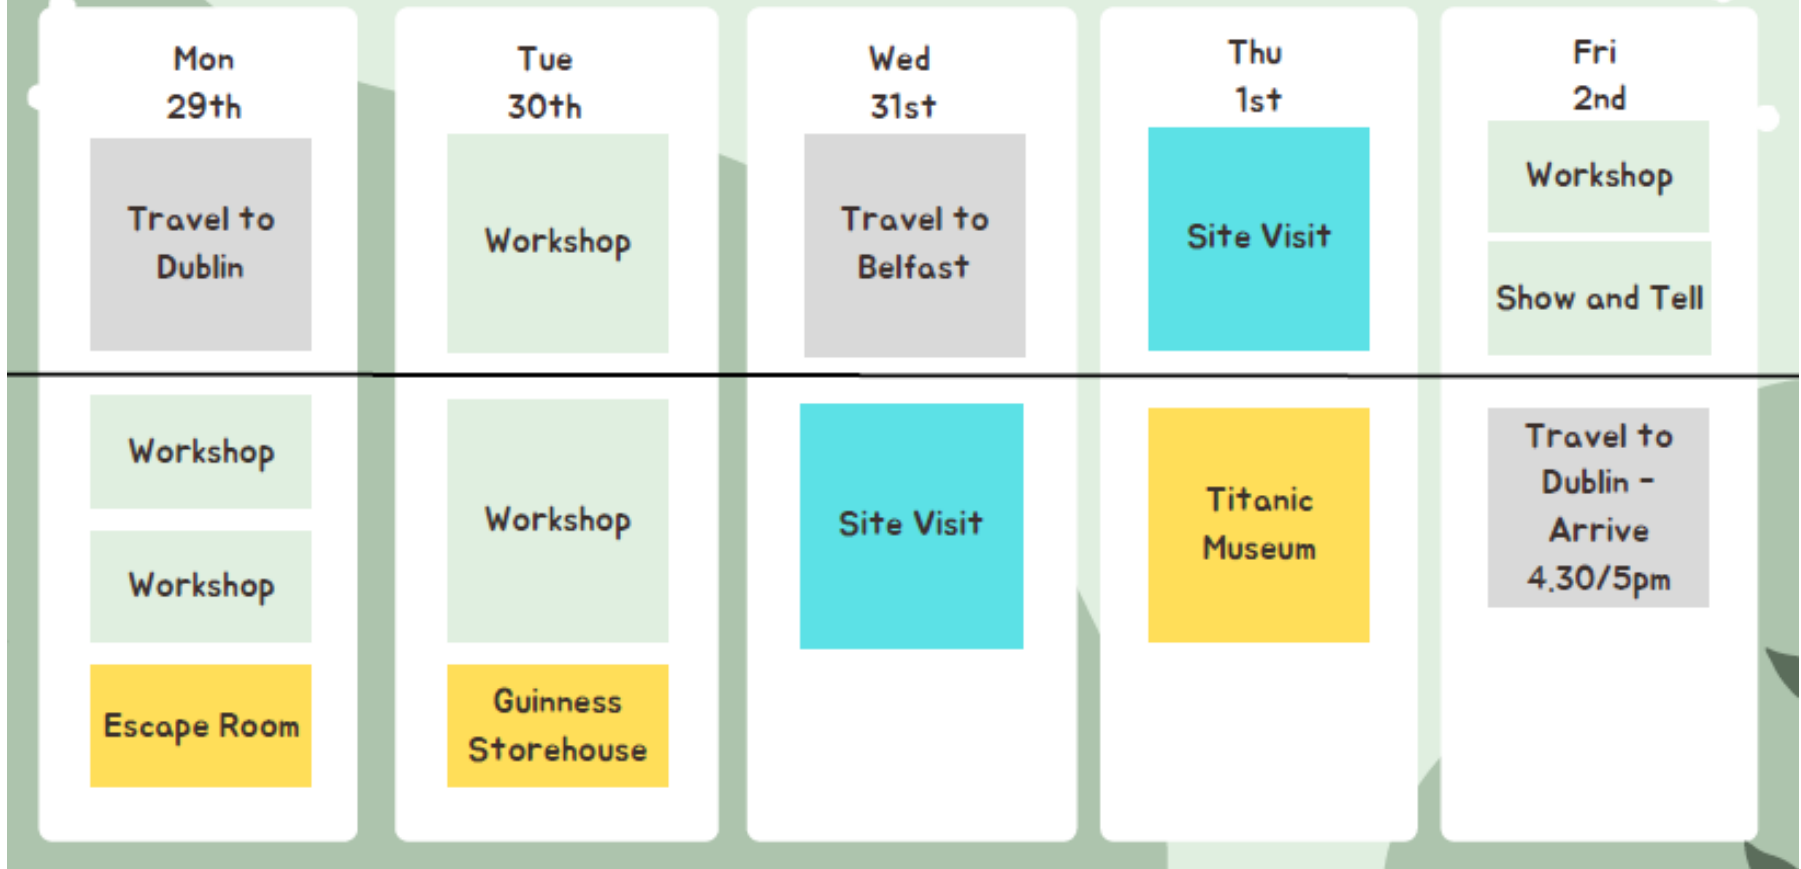 Mon
29th
Travel to
Dublin
Workshop
Workshop
Escape Room
Tue
30th
Workshop
Workshop
Guinness
Storehouse
Wed
31st
Travel to
Belfast
Site Visit
Thu
1st
Site Visit
Titanic
Museum
Fri
2nd
Workshop
Show and Tell
Travel to
Dublin -
Arrive
4.30/5pm